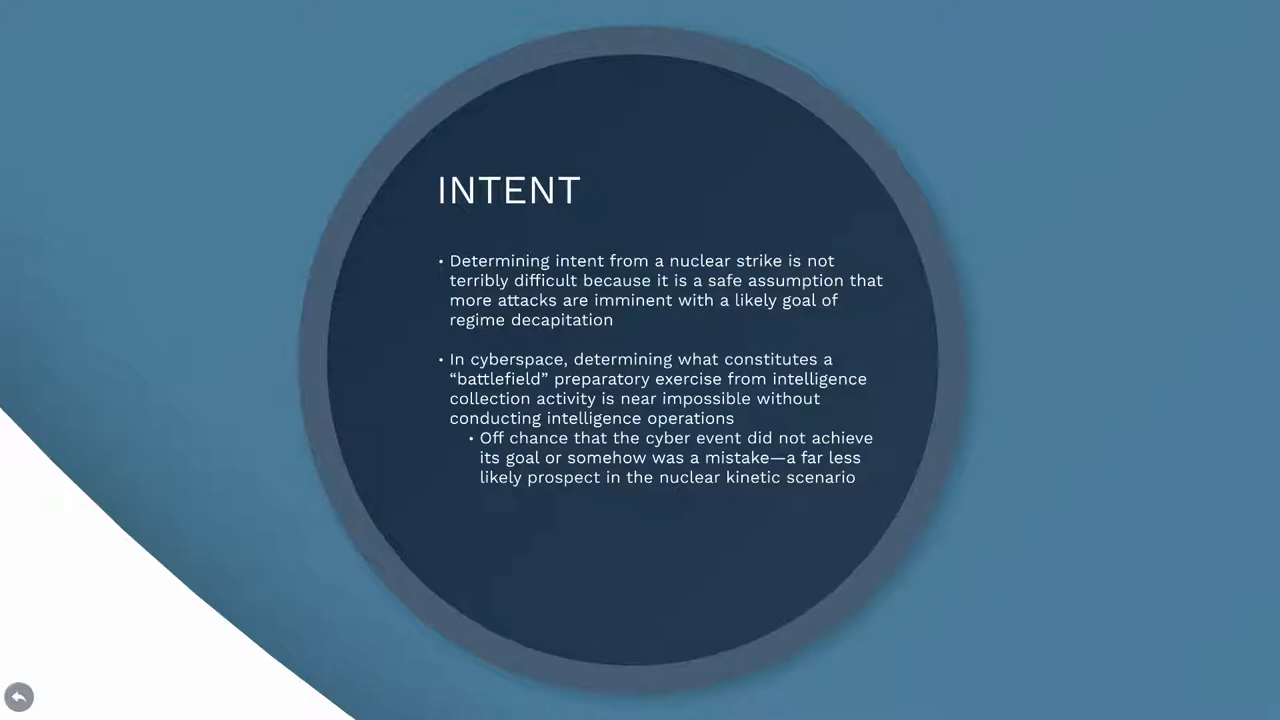 INTENT
• Determining intent from a nuclear strike is not
terribly difficult because it is a safe assumption that
more attacks are imminent with a likely goal of
regime decapitation
• In cyberspace, determining what constitutes a
“battlefield” preparatory exercise from intelligence
collection activity is near impossible without
conducting intelligence operations
• Off chance that the cyber event did not achieve
its goal or somehow was a mistake—a far less
likely prospect in the nuclear kinetic scenario